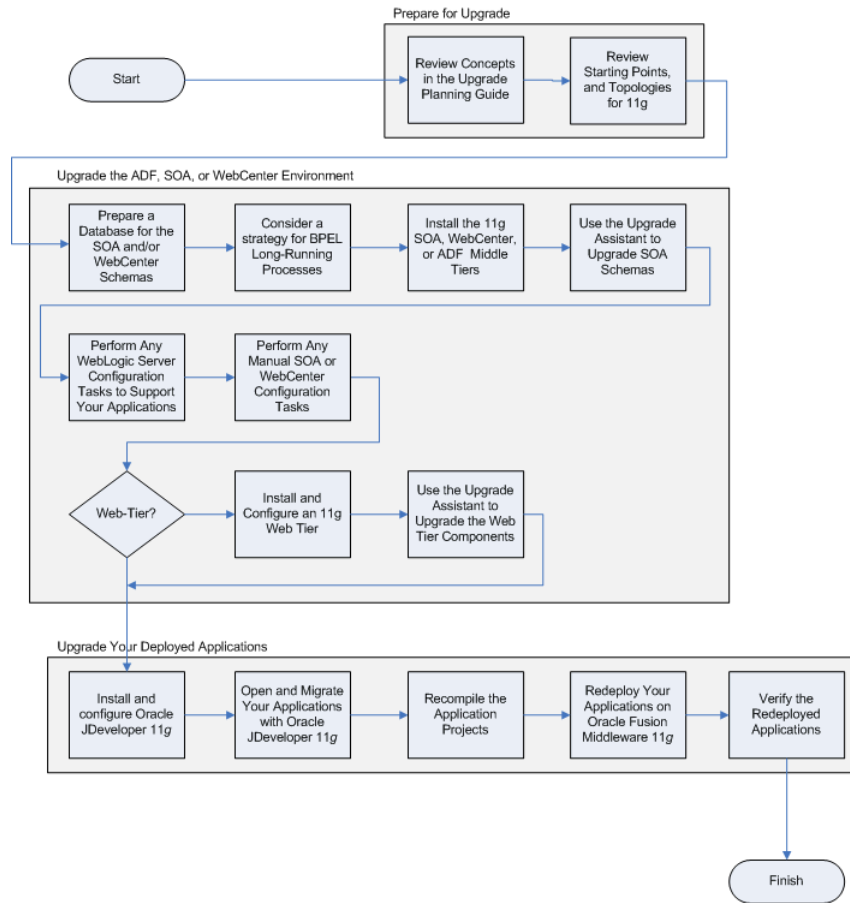 Prepare for Upgrade
Start
Review Concepts
in the Upgrade
Planning Guide
Review
Starting Points,
and Topologies
for 11g
Upgrade the ADF, SOA, or WebCenter Environment
Prepare a
Database for the
SOA and/or
WebCenter
Schemas
Consider a
strategy for BPEL
Long-Running
Processes
Install the 11g
SOA, WebCenter,
or ADF Middle
Tiers
Use the Upgrade
Assistant to
Upgrade SOA
Schemas
Perform Any
WebLogic Server
Configuration
Tasks to Support
Your Applications
Perform Any
Manual SOA or
WebCenter
Configuration
Tasks
Web-Tier?
Install and
Configure an 11g
Web Tier
Use the Upgrade
Assistant to
Upgrade the Web
Tier Components
Upgrade Your Deployed Applications
Install and
configure Oracle
JDeveloper 11g
Open and Migrate
Your Applications
with Oracle
JDeveloper 11g
Recompile the
Application
Projects
Redeploy Your
Applications on
Oracle Fusion
Middleware 11g
Verify the
Redeployed
Applications
Finish